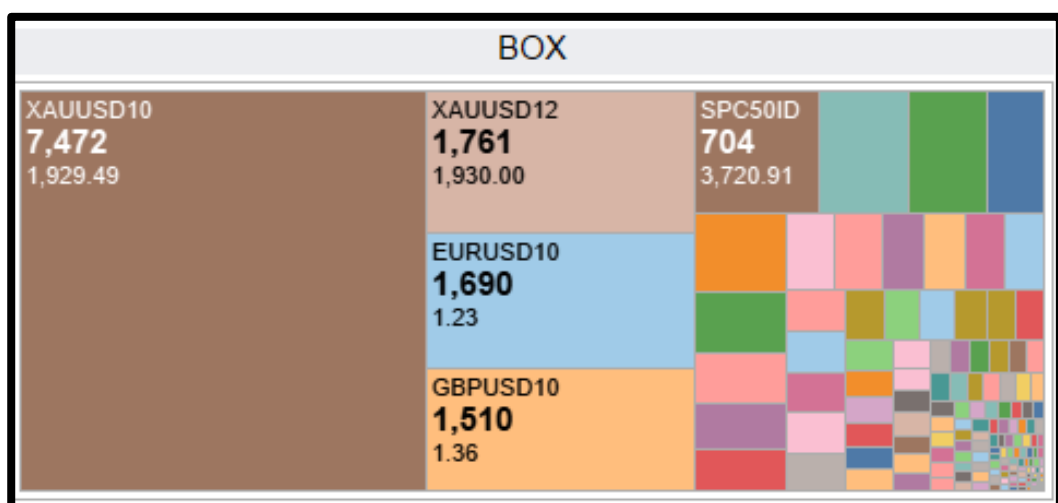 BOX
XAUUSD10
7,472
1,929.49
XAUUSD12
1,761
1,930.00
EURUSD10
1,690
1.23
GBPUSD10
1,510
1.36
SPC50ID
704
3,720.91